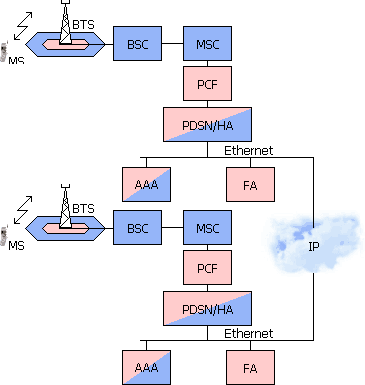 BTS
BSC
MSC
MS
PCF
PDSN/HA
Ethernet
AAA
FA
BTS
BSC
MSC
MS
IP
PCF
PDSN/HA
Ethernet
AAA
FA